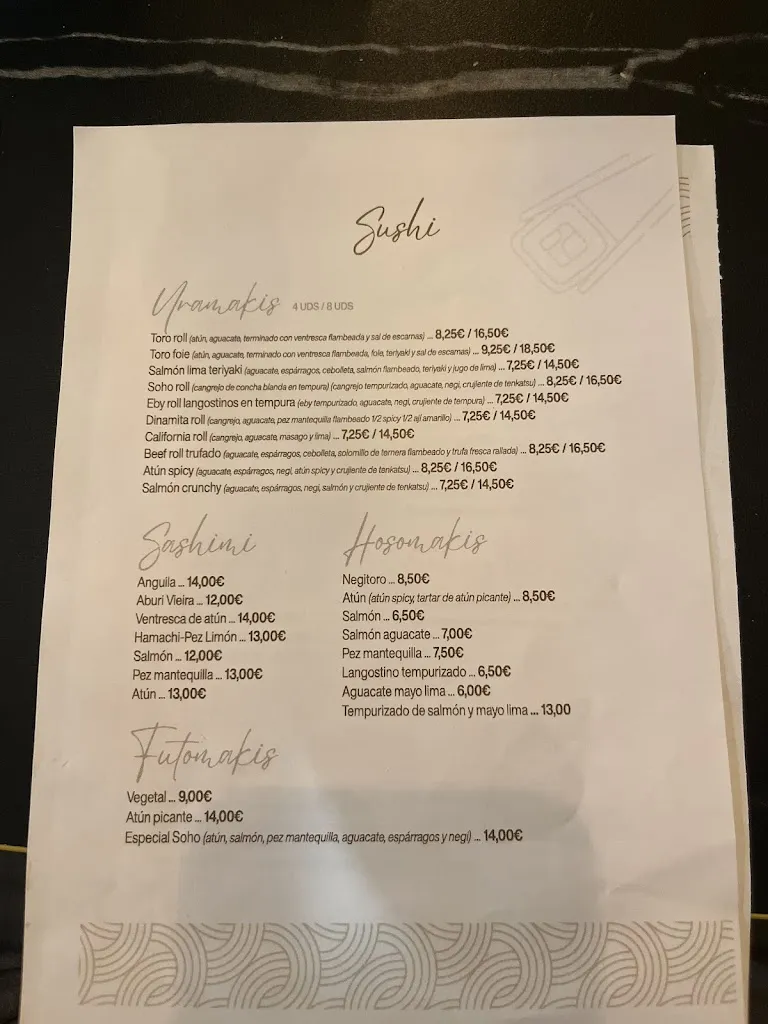 Sushi
Uramakis 4 UDS / 8 UDS
Toro roll (atún, aguacate, terminado con ventresca flambeada y sal de escamas) ... 8,25€ / 16,50€
Toro foie (atún, aguacate, terminado con ventresca flambeada, foie, teriyaki y sal de escamas) ... 9,25€ / 18,50€
Salmón lima teriyaki (aguacate, espárragos, cebolleta, salmón flambeado, teriyaki y jugo de lima) ... 7,25€ / 14,50€
Soho roll (cangrejo de concha blanda en tempura) (cangrejo tempurizado, aguacate, negi, crujiente de tenkatsu) ... 8,25€ / 16,50€
Eby roll langostinos en tempura (eby tempurizado, aguacate, negi, crujiente de tempura) ... 7,25€ / 14,50€
Dinamita roll (cangrejo, aguacate, pez mantequilla flambeado 1/2 spicy 1/2 ají amarillo) ... 7,25€ / 14,50€
California roll (cangrejo, aguacate, masago y lima) ... 7,25€ / 14,50€
Beef roll trufado (aguacate, espárragos, cebolleta, solomillo de ternera flambeado y trufa fresca rallada) ... 8,25€ / 16,50€
Atún spicy (aguacate, espárragos, negi, atún spicy y crujiente de tenkatsu) ... 8,25€ / 16,50€
Salmón crunchy (aguacate, espárragos, negi, salmón y crujiente de tenkatsu) ... 7,25€ / 14,50€
Sashimi
Anguila ... 14,00€
Aburi Vieira ... 12,00€
Ventresca de atún ... 14,00€
Hamachi-Pez Limón ... 13,00€
Salmón ... 12,00€
Pez mantequilla ... 13,00€
Atún ... 13,00€
Hosomakis
Negitoro ... 8,50€
Atún (atún spicy, tartar de atún picante) ... 8,50€
Salmón ... 6,50€
Salmón aguacate ... 7,00€
Pez mantequilla ... 7,50€
Langostino tempurizado ... 6,50€
Aguacate mayo lima ... 6,00€
Tempurizado de salmón y mayo lima ... 13,00
Futomakis
Vegetal ... 9,00€
Atún picante ... 14,00€
Especial Soho (atún, salmón, pez mantequilla, aguacate, espárragos y negi) ... 14,00€